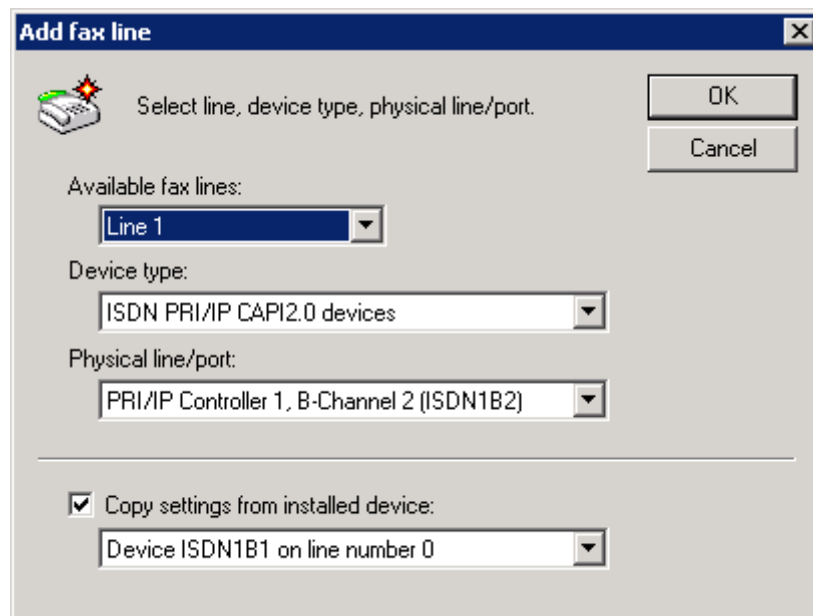 Add fax line
Select line, device type, physical line/port.
OK
Cancel
Available fax lines:
Line 1
Device type:
ISDN PRI/IP CAPI2.0 devices
Physical line/port:
PRI/IP Controller 1, B-Channel 2 (ISDN1B2)
Copy settings from installed device:
Device ISDN1B1 on line number 0